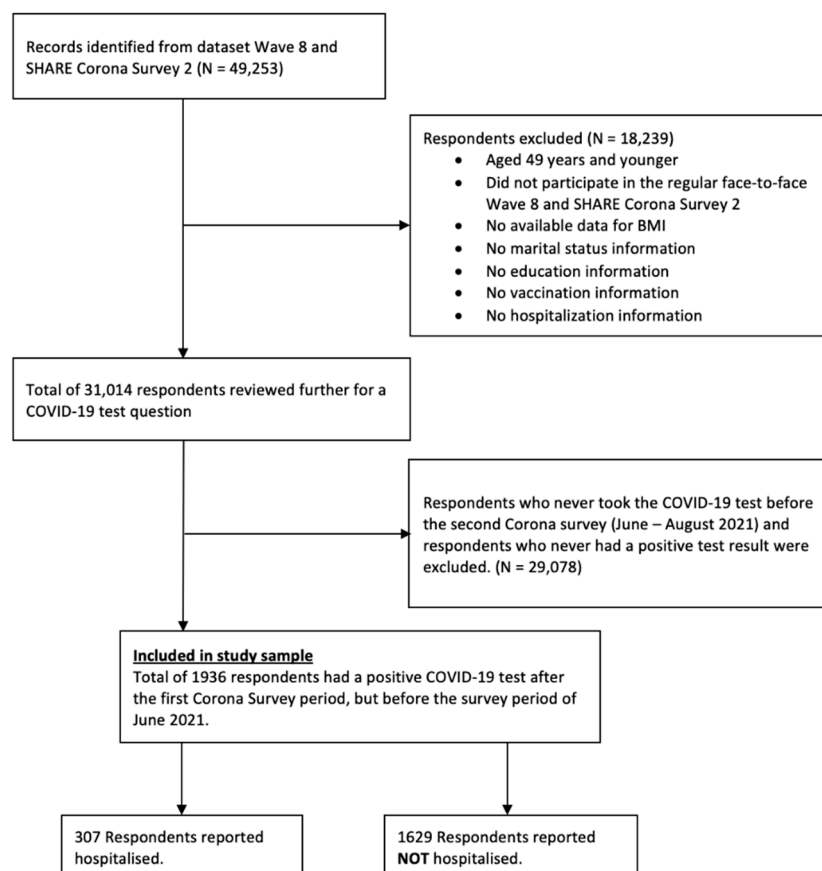 Records identified from dataset Wave 8 and
SHARE Corona Survey 2 (N = 49,253)
Respondents excluded (N = 18,239)
• Aged 49 years and younger
• Did not participate in the regular face-to-face
Wave 8 and SHARE Corona Survey 2
• No available data for BMI
• No marital status information
• No education information
• No vaccination information
• No hospitalization information
Total of 31,014 respondents reviewed further for a
COVID-19 test question
Respondents who never took the COVID-19 test before
the second Corona survey (June – August 2021) and
respondents who never had a positive test result were
excluded. (N = 29,078)
Included in study sample
Total of 1936 respondents had a positive COVID-19 test after
the first Corona Survey period, but before the survey period of
June 2021.
307 Respondents reported
hospitalised.
1629 Respondents reported
NOT hospitalised.